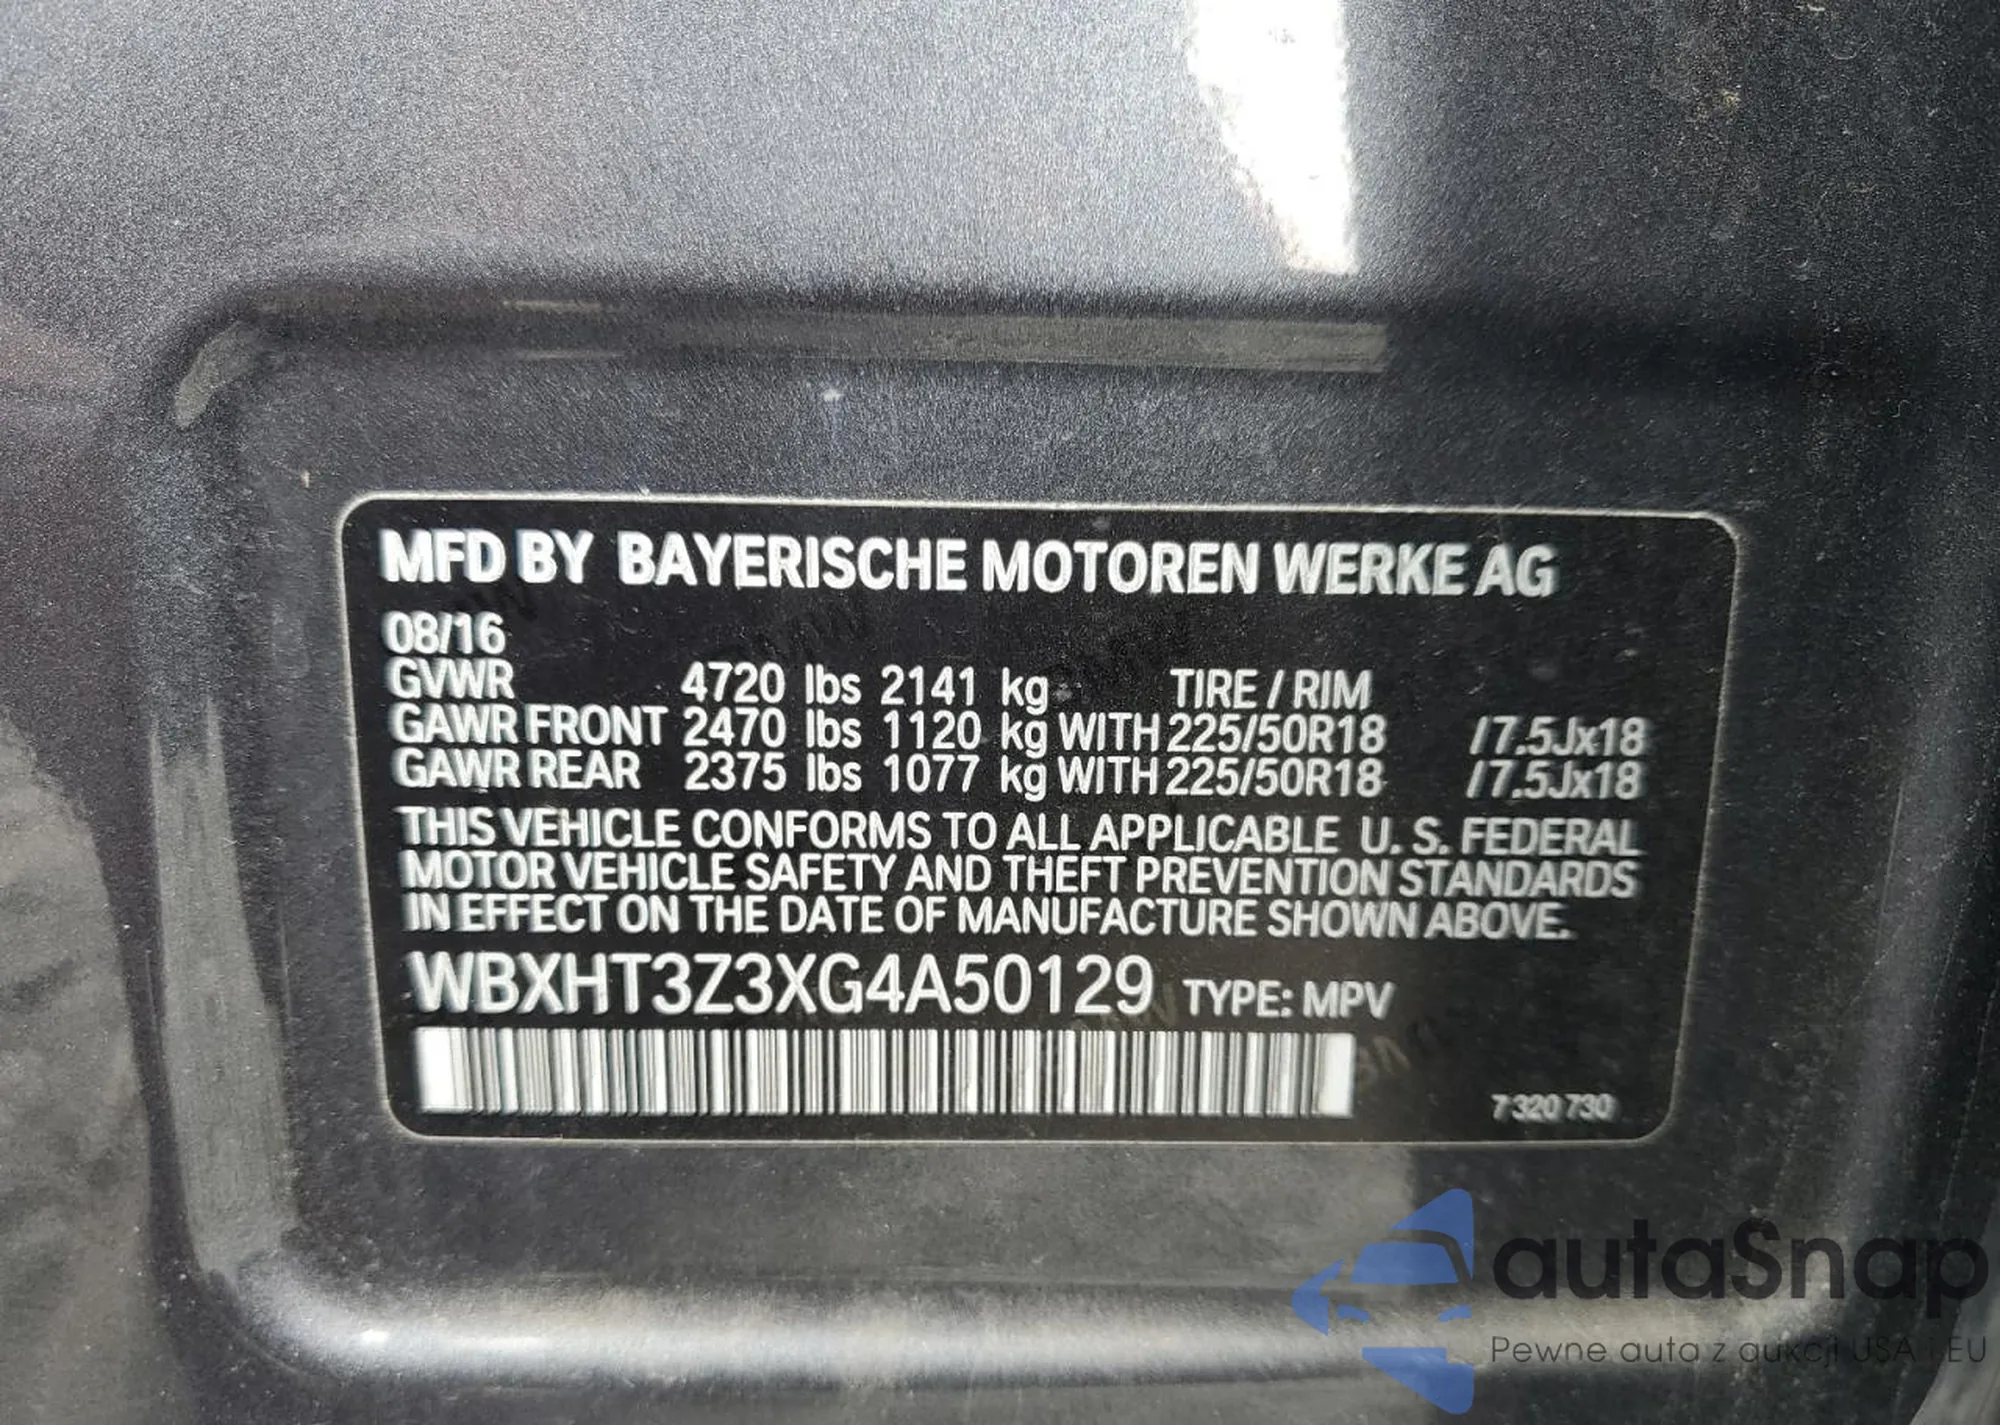 MFD BY BAYERISCHE MOTOREN WERKE AG
08/16
GVWR 4720 lbs 2141 kg TIRE / RIM
GAWR FRONT 2470 lbs 1120 kg WITH 225/50R18 /7.5Jx18
GAWR REAR 2375 lbs 1077 kg WITH 225/50R18 /7.5Jx18
THIS VEHICLE CONFORMS TO ALL APPLICABLE U. S. FEDERAL
MOTOR VEHICLE SAFETY AND THEFT PREVENTION STANDARDS
IN EFFECT ON THE DATE OF MANUFACTURE SHOWN ABOVE.
WBXHT3Z3XG4A50129 TYPE: MPV
7 320 730
autaSnap
Pewne auta z aukcji USA i EU